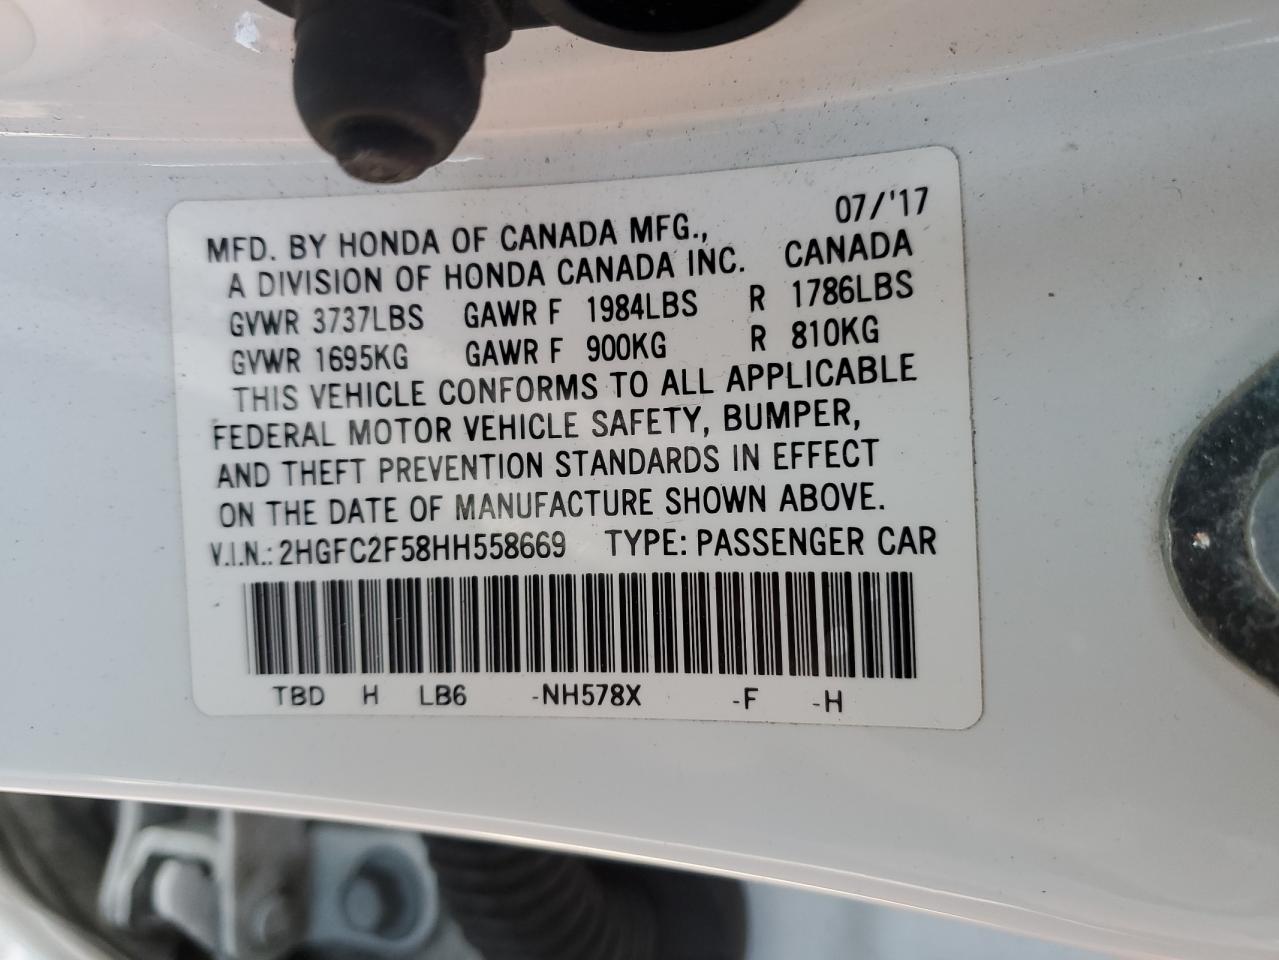 07/'17
MFD. BY HONDA OF CANADA MFG.,
A DIVISION OF HONDA CANADA INC. CANADA
GVWR 3737LBS GAWR F 1984LBS R 1786LBS
GVWR 1695KG GAWR F 900KG R 810KG
THIS VEHICLE CONFORMS TO ALL APPLICABLE
FEDERAL MOTOR VEHICLE SAFETY, BUMPER,
AND THEFT PREVENTION STANDARDS IN EFFECT
ON THE DATE OF MANUFACTURE SHOWN ABOVE.
V.I.N.: 2HGFC2F58HH558669 TYPE: PASSENGER CAR
TBD H LB6 -NH578X -F -H